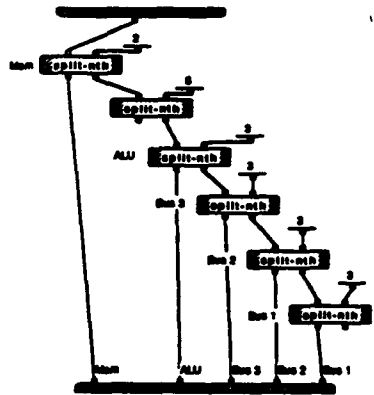 2
Mem split-nth
6
split-nth
3
ALU split-nth
3
Bus 3 split-nth
3
Bus 2 split-nth
3
Bus 1 split-nth
Mem ALU Bus 3 Bus 2 Bus 1